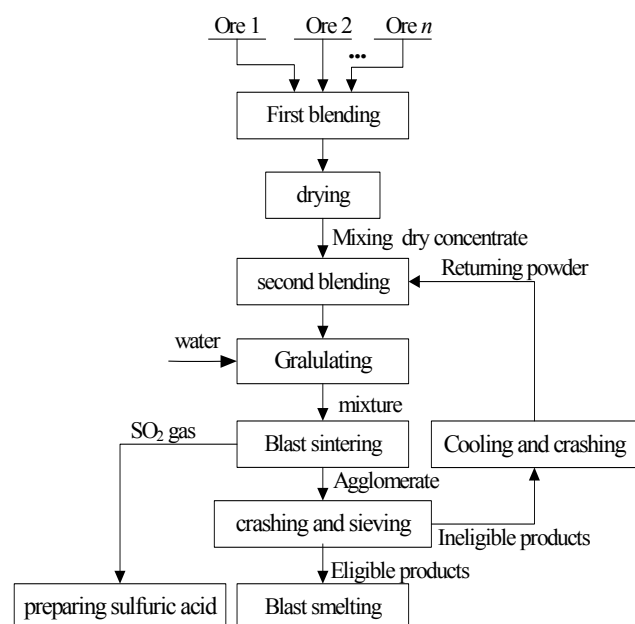 Ore 1 Ore 2 ... Ore n
First blending
drying
Mixing dry concentrate
Returning powder
second blending
water
Gralulating
mixture
SO₂ gas
Blast sintering
Cooling and crashing
Agglomerate
crashing and sieving
Ineligible products
Eligible products
preparing sulfuric acid
Blast smelting